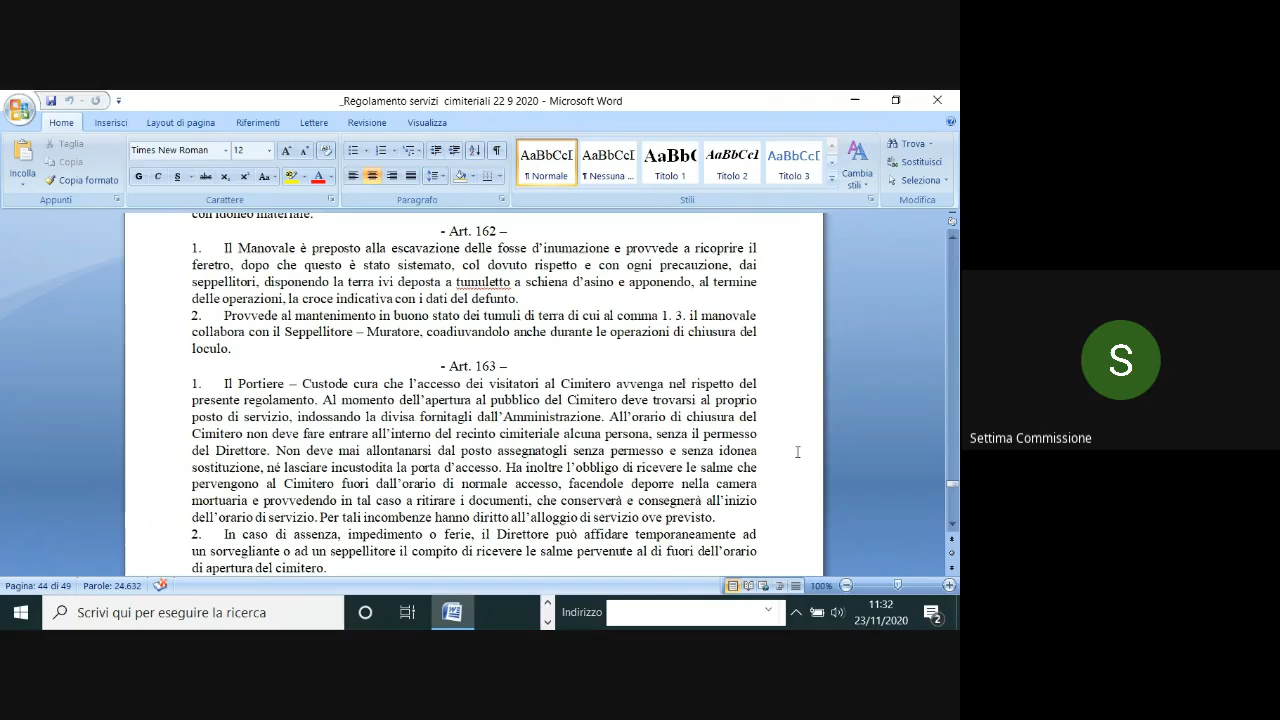 _Regolamento servizi cimiteriali 22 9 2020 - Microsoft Word
Home Inserisci Layout di pagina Riferimenti Lettere Revisione Visualizza
Incolla
Taglia
Copia
Copia formato
Appunti
Times New Roman 12
G C S abc x₂ x² Aa
Carattere
Paragrafo
AaBbCcI AaBbCcI AaBb( AaBbCcI AaBbCcI
¶ Normale ¶ Nessuna ... Titolo 1 Titolo 2 Titolo 3
Stili
Cambia stili
Trova
Sostituisci
Seleziona
Modifica
con idoneo materiale.
- Art. 162 –
1. Il Manovale è preposto alla escavazione delle fosse d’inumazione e provvede a ricoprire il
feretro, dopo che questo è stato sistemato, col dovuto rispetto e con ogni precauzione, dai
seppellitori, disponendo la terra ivi deposta a tumuletto a schiena d’asino e apponendo, al termine
delle operazioni, la croce indicativa con i dati del defunto.
2. Provvede al mantenimento in buono stato dei tumuli di terra di cui al comma 1. 3. il manovale
collabora con il Seppellitore – Muratore, coadiuvandolo anche durante le operazioni di chiusura del
loculo.
- Art. 163 –
1. Il Portiere – Custode cura che l’accesso dei visitatori al Cimitero avvenga nel rispetto del
presente regolamento. Al momento dell’apertura al pubblico del Cimitero deve trovarsi al proprio
posto di servizio, indossando la divisa fornitagli dall’Amministrazione. All’orario di chiusura del
Cimitero non deve fare entrare all’interno del recinto cimiteriale alcuna persona, senza il permesso
del Direttore. Non deve mai allontanarsi dal posto assegnatogli senza permesso e senza idonea
sostituzione, né lasciare incustodita la porta d’accesso. Ha inoltre l’obbligo di ricevere le salme che
pervengono al Cimitero fuori dall’orario di normale accesso, facendole deporre nella camera
mortuaria e provvedendo in tal caso a ritirare i documenti, che conserverà e consegnerà all’inizio
dell’orario di servizio. Per tali incombenze hanno diritto all’alloggio di servizio ove previsto.
2. In caso di assenza, impedimento o ferie, il Direttore può affidare temporaneamente ad
un sorvegliante o ad un seppellitore il compito di ricevere le salme pervenute al di fuori dell’orario
di apertura del cimitero.
Pagina: 44 di 49 Parole: 24.632 100%
Scrivi qui per eseguire la ricerca
Indirizzo
11:32
23/11/2020
2
S
Settima Commissione